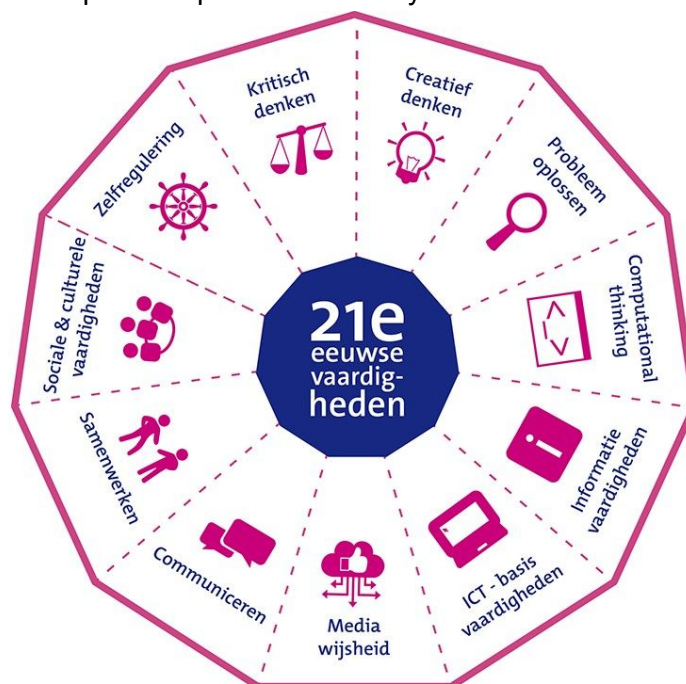 21e
eeuwse
vaardig-
heden
Kritisch
denken
Creatief
denken
Probleem
oplossen
Computational
thinking
Informatie
vaardigheden
ICT - basis
vaardigheden
Media
wijsheid
Communiceren
Samenwerken
Sociale & culturele
vaardigheden
Zelfregulering